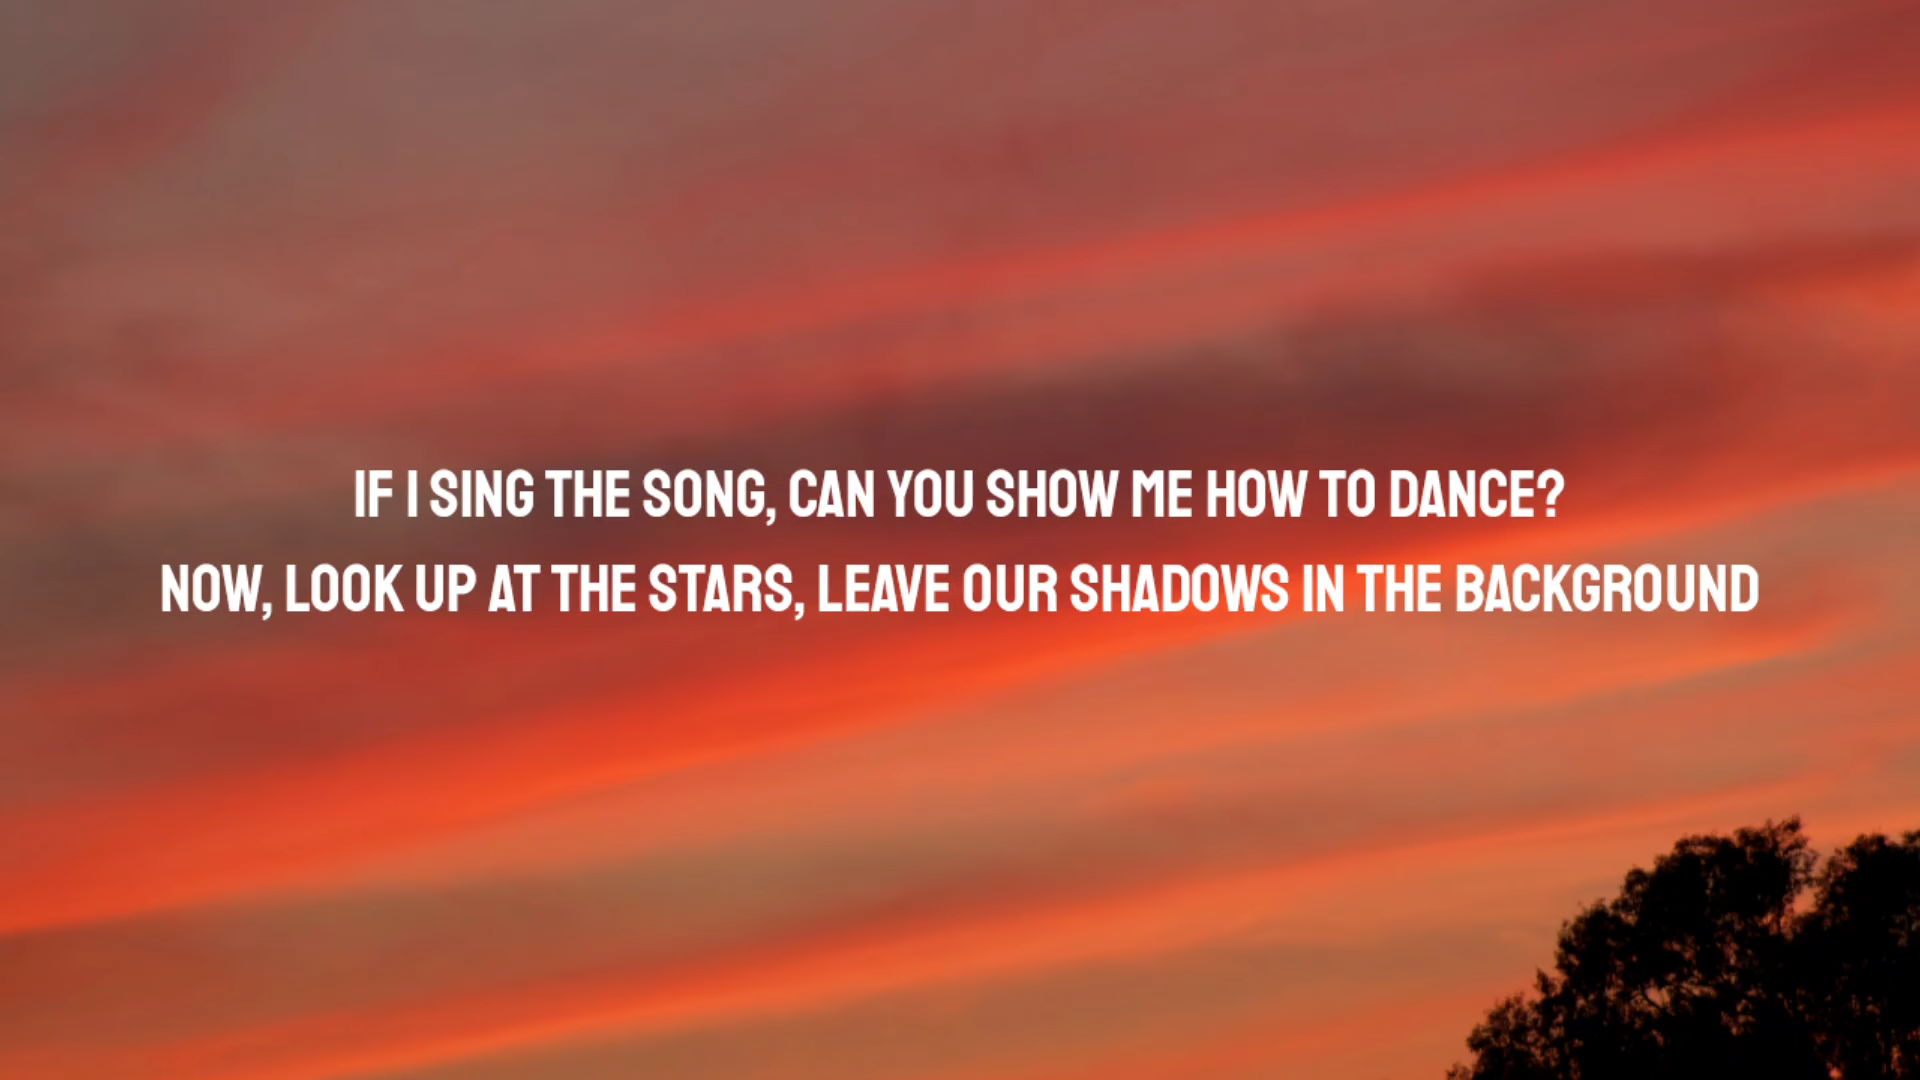 IF I SING THE SONG, CAN YOU SHOW ME HOW TO DANCE?
NOW, LOOK UP AT THE STARS, LEAVE OUR SHADOWS IN THE BACKGROUND